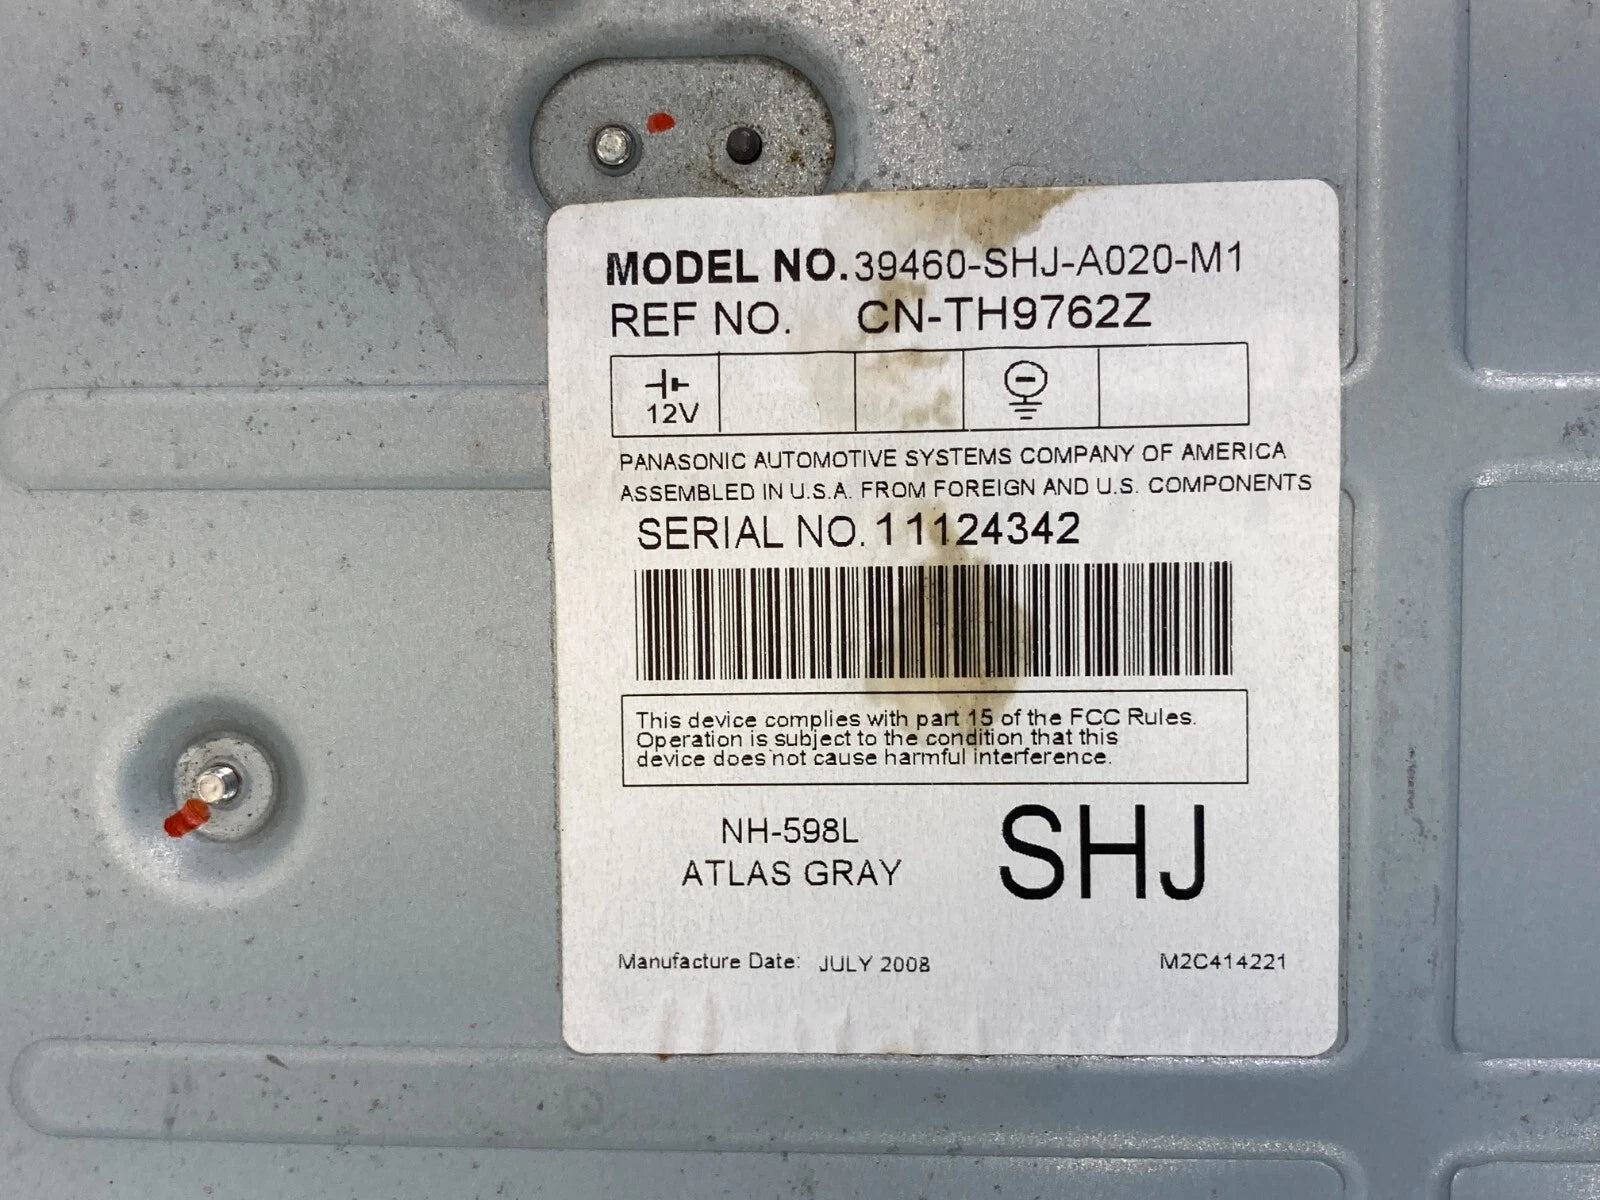 MODEL NO. 39460-SHJ-A020-M1
REF NO. CN-TH9762Z
12V
PANASONIC AUTOMOTIVE SYSTEMS COMPANY OF AMERICA
ASSEMBLED IN U.S.A. FROM FOREIGN AND U.S. COMPONENTS
SERIAL NO. 11124342
This device complies with part 15 of the FCC Rules.
Operation is subject to the condition that this
device does not cause harmful interference.
NH-598L
ATLAS GRAY
SHJ
Manufacture Date: JULY 2008
M2C414221